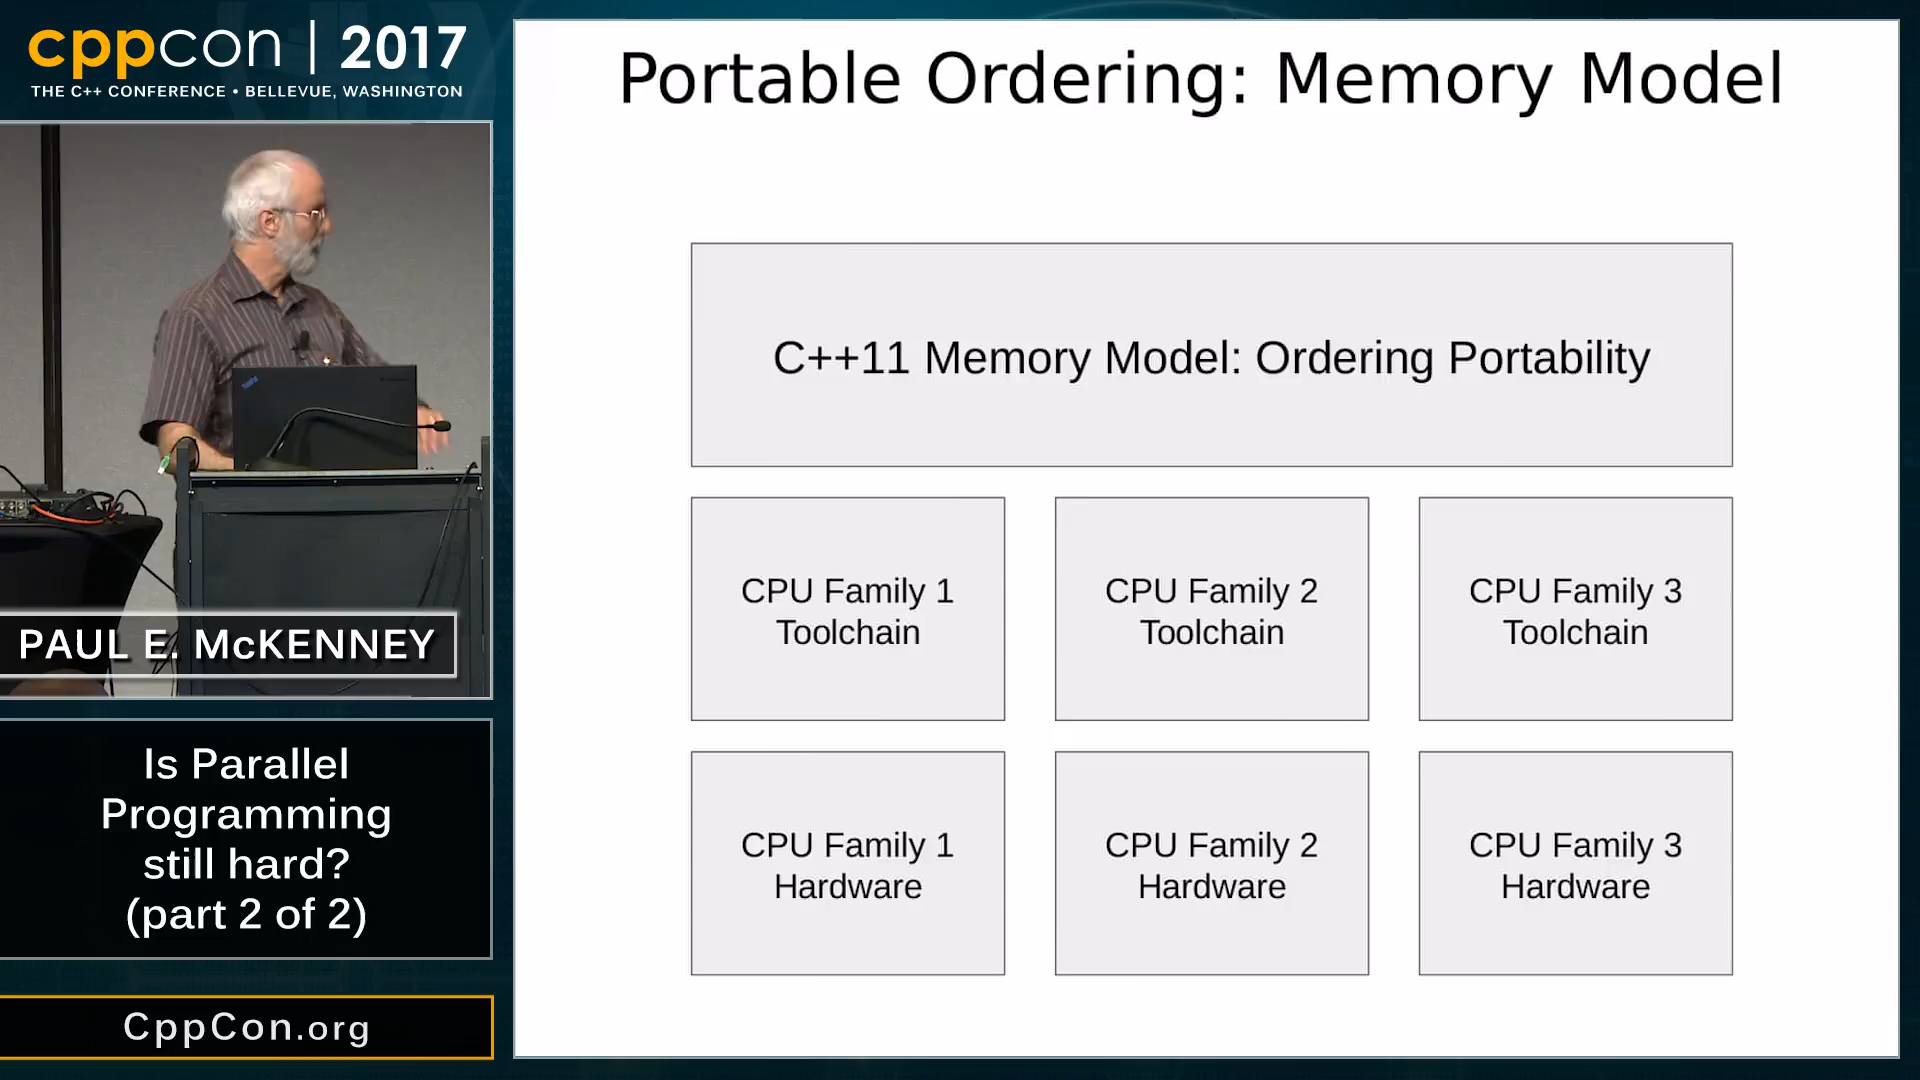 cppcon | 2017
THE C++ CONFERENCE • BELLEVUE, WASHINGTON
PAUL E. McKENNEY
Is Parallel
Programming
still hard?
(part 2 of 2)
CppCon.org
Portable Ordering: Memory Model
C++11 Memory Model: Ordering Portability
CPU Family 1
Toolchain
CPU Family 2
Toolchain
CPU Family 3
Toolchain
CPU Family 1
Hardware
CPU Family 2
Hardware
CPU Family 3
Hardware